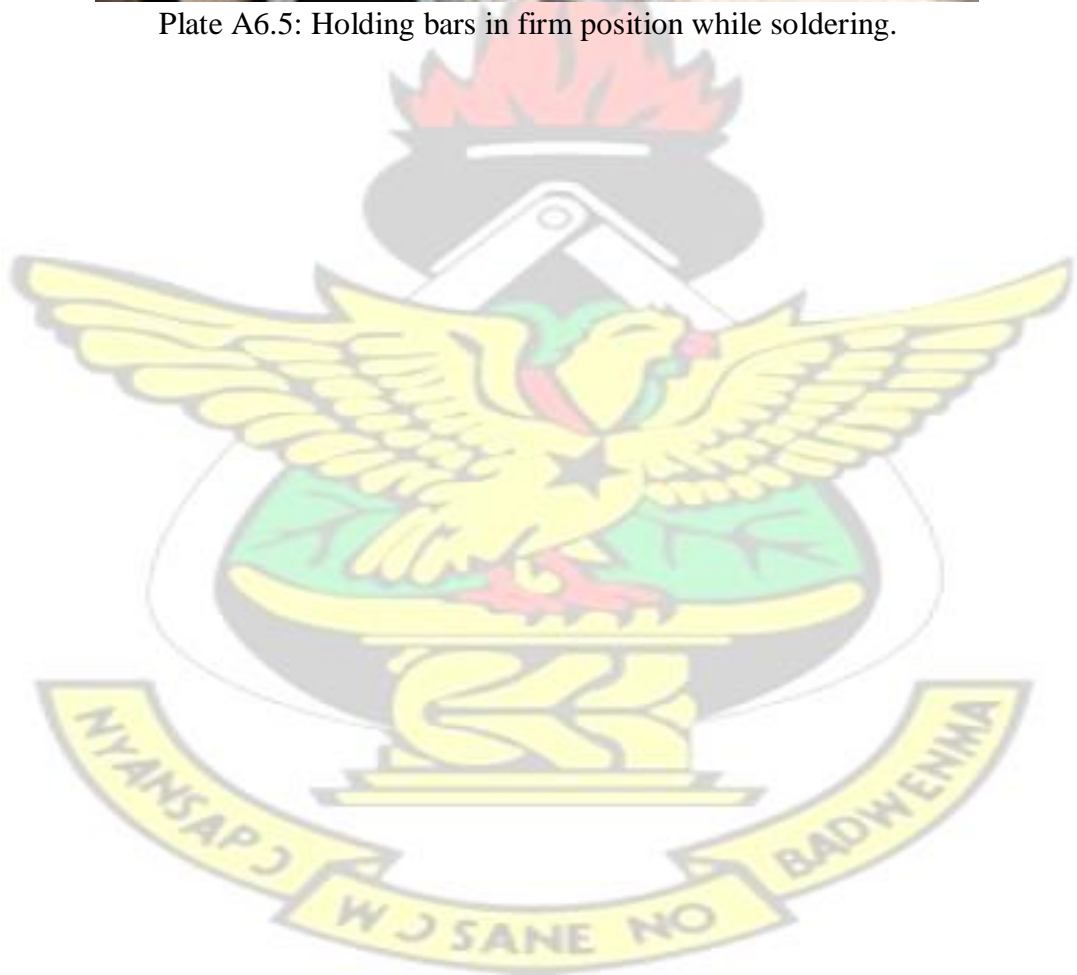 Plate A6.5: Holding bars in firm position while soldering.
NYANSAPƆ
WƆSANE NO
BADWENMA